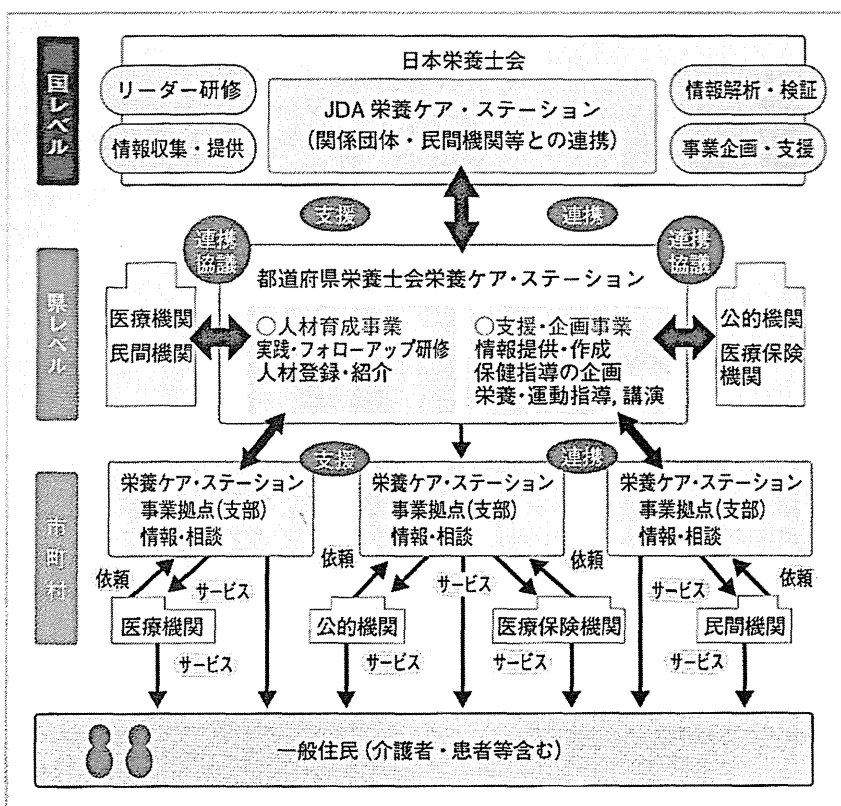 国レベル
日本栄養士会
リーダー研修
情報収集・提供
JDA 栄養ケア・ステーション
(関係団体・民間機関等との連携)
情報解析・検証
事業企画・支援
支援
連携
県レベル
連携
協議
連携
協議
医療機関
民間機関
都道府県栄養士会栄養ケア・ステーション
○人材育成事業
実践・フォローアップ研修
人材登録・紹介
○支援・企画事業
情報提供・作成
保健指導の企画
栄養・運動指導, 講演
公的機関
医療保険
機関
支援
連携
市町村
栄養ケア・ステーション
事業拠点(支部)
情報・相談
栄養ケア・ステーション
事業拠点(支部)
情報・相談
栄養ケア・ステーション
事業拠点(支部)
情報・相談
依頼
サービス
依頼
サービス
依頼
サービス
依頼
医療機関
公的機関
医療保険機関
民間機関
サービス
サービス
サービス
サービス
一般住民(介護者・患者等含む)